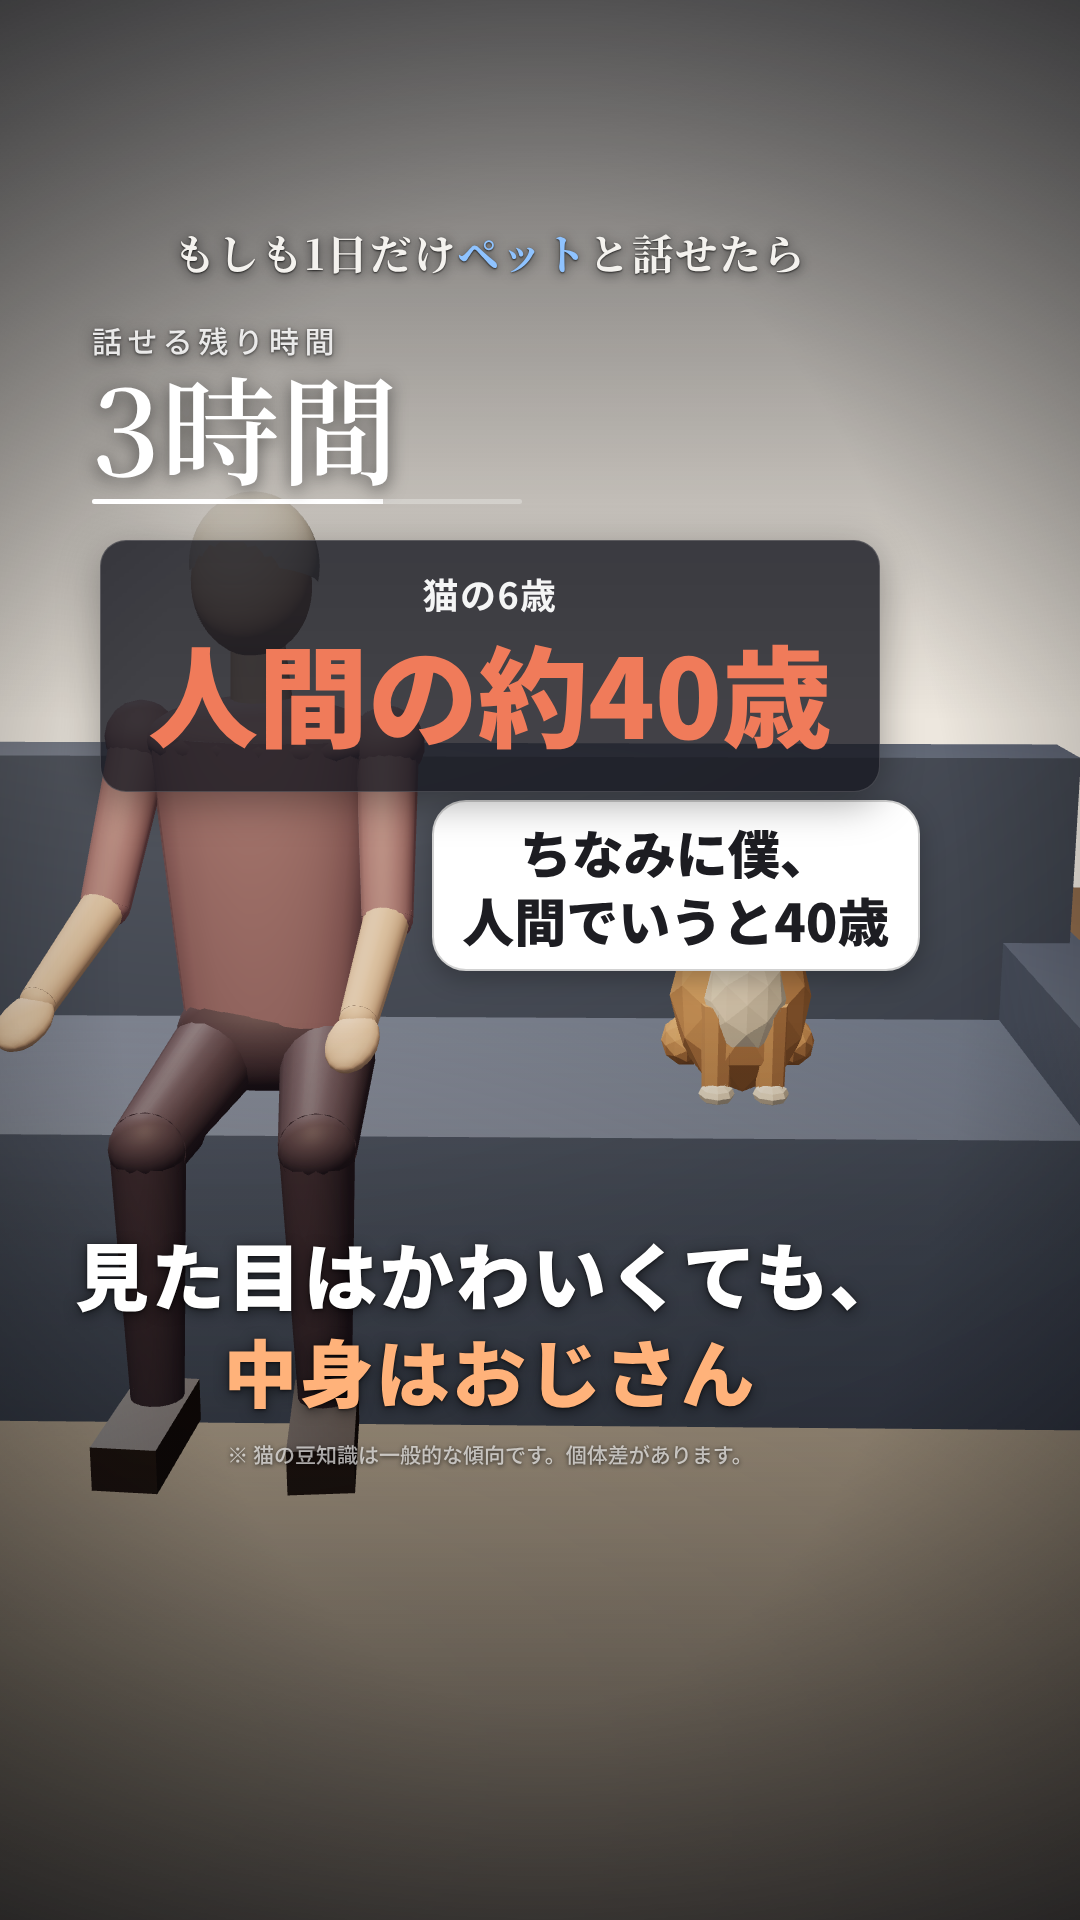 もしも1日だけペットと話せたら
話せる残り時間
3時間
猫の6歳
人間の約40歳
ちなみに僕、
人間でいうと40歳
見た目はかわいくても、
中身はおじさん
※ 猫の豆知識は一般的な傾向です。個体差があります。